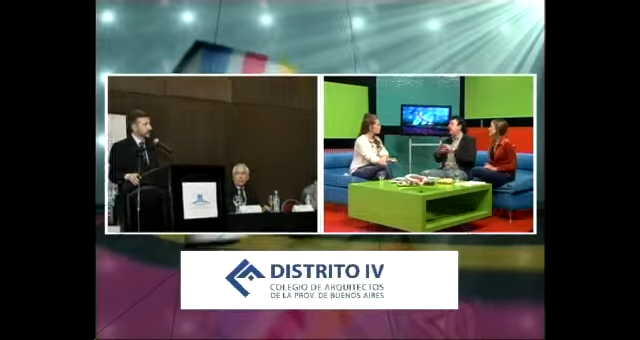 DISTRITO IV
COLEGIO DE ARQUITECTOS
DE LA PROV. DE BUENOS AIRES